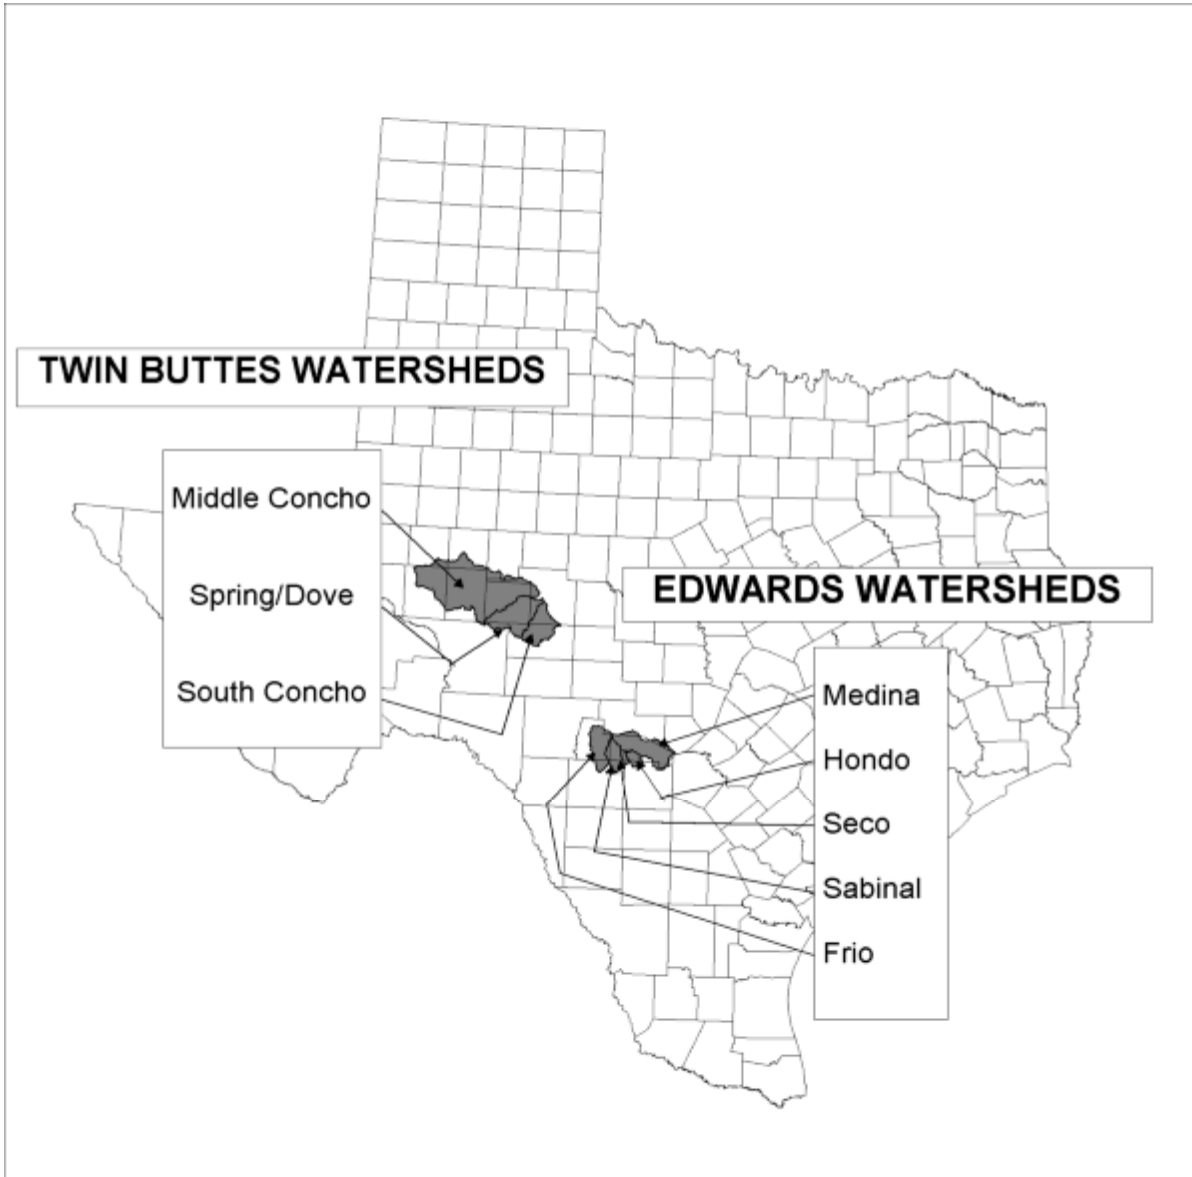 TWIN BUTTES WATERSHEDS
Middle Concho
Spring/Dove
South Concho
EDWARDS WATERSHEDS
Medina
Hondo
Seco
Sabinal
Frio